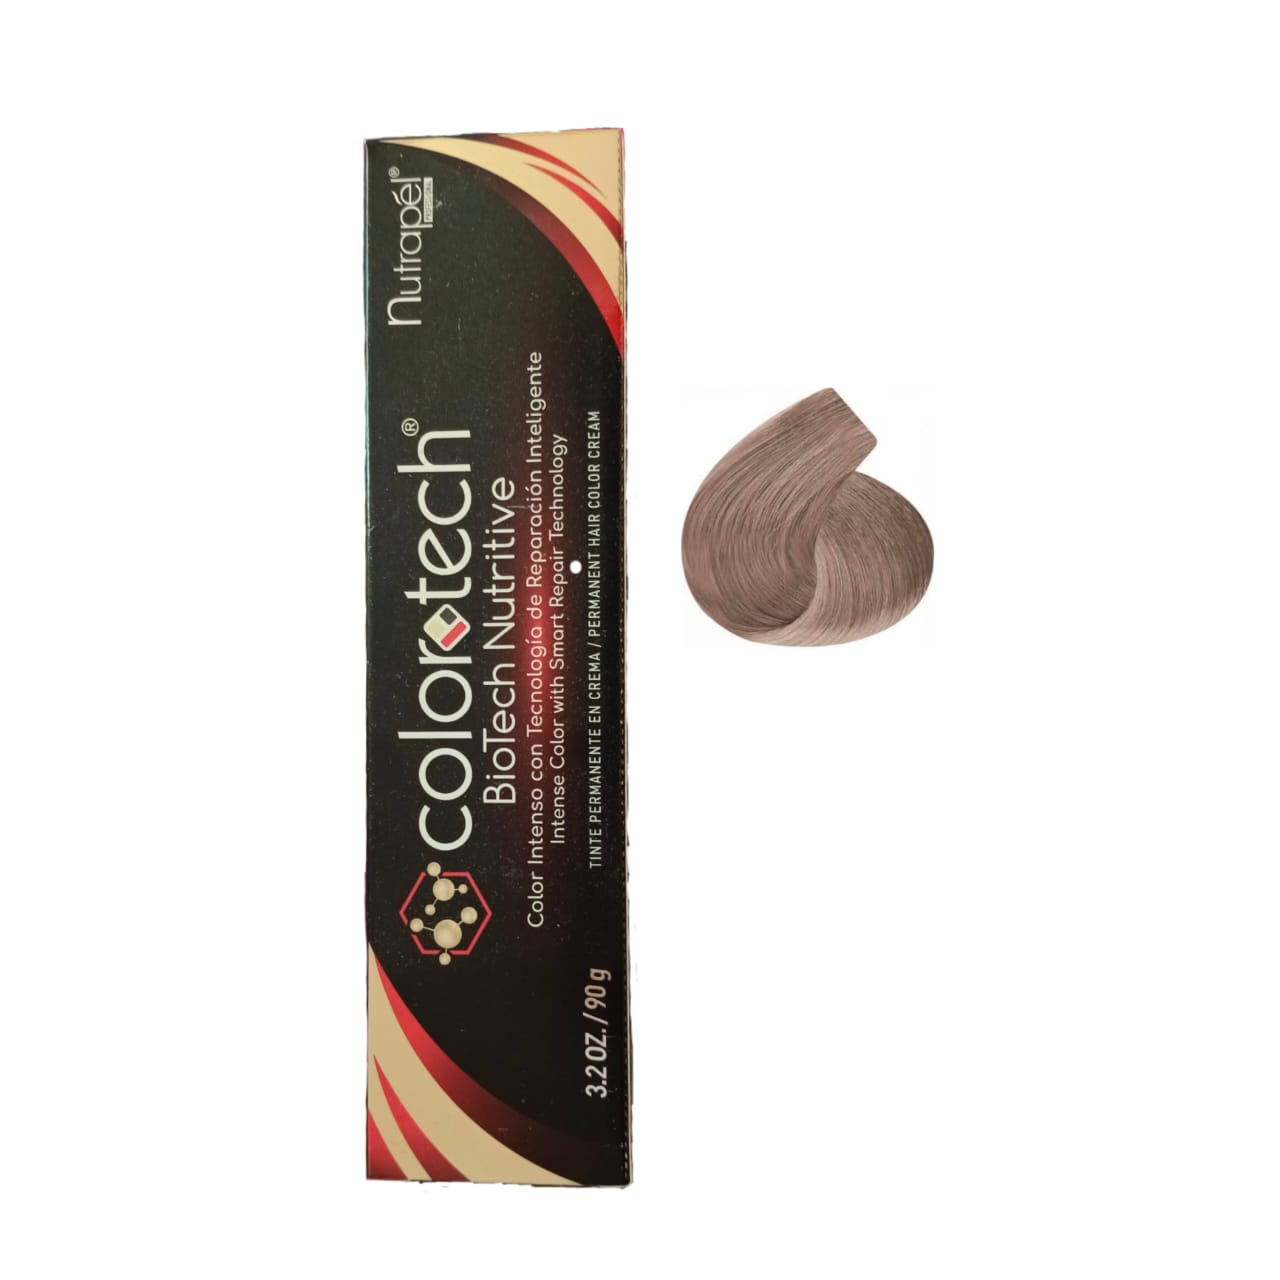 nutrapél®
PROFESSIONAL
colortech®
BioTech Nutritive
Color Intenso con Tecnología de Reparación Inteligente
Intense Color with Smart Repair Technology
TINTE PERMANENTE EN CREMA / PERMANENT HAIR COLOR CREAM
3.2 OZ. / 90 g